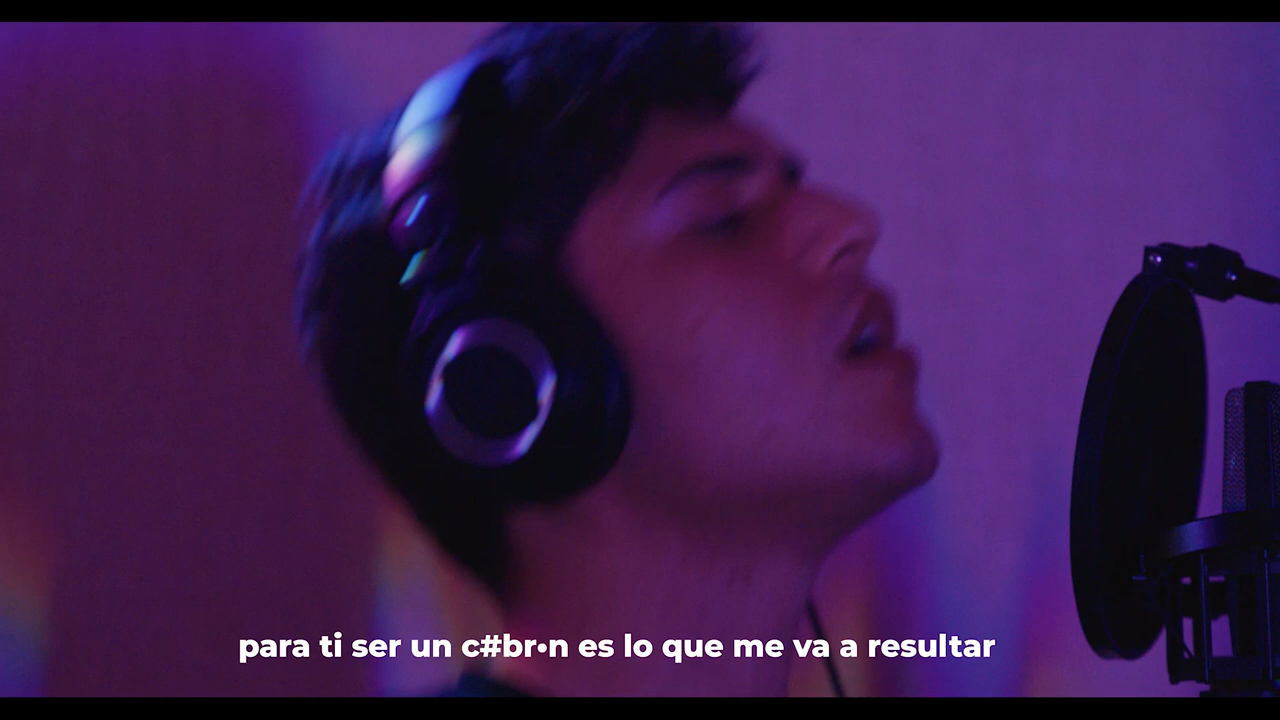 para ti ser un c#br•n es lo que me va a resultar